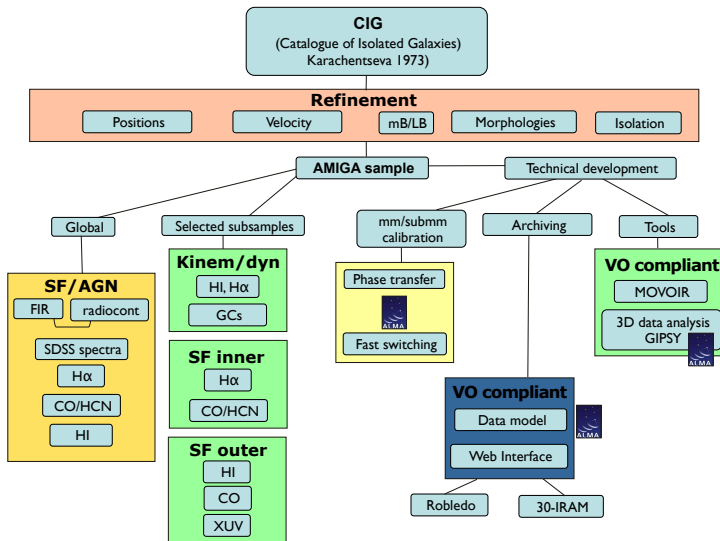 CIG
(Catalogue of Isolated Galaxies)
Karachentseva 1973)
Refinement
Positions
Velocity
mB/LB
Morphologies
Isolation
AMIGA sample
Technical development
Global
Selected subsamples
mm/submm
calibration
Archiving
Tools
SF/AGN
FIR
radiocont
SDSS spectra
Hα
CO/HCN
HI
Kinem/dyn
HI, Hα
GCs
SF inner
Hα
CO/HCN
SF outer
HI
CO
XUV
Phase transfer
ALMA
Fast switching
VO compliant
MOVOIR
3D data analysis
GIPSY
ALMA
VO compliant
Data model
ALMA
Web Interface
Robledo
30-IRAM